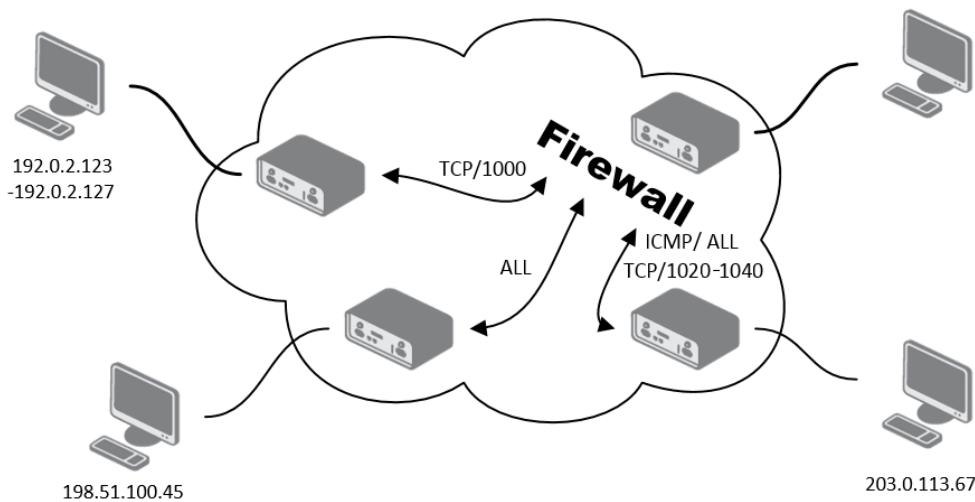 192.0.2.123
-192.0.2.127
TCP/1000
Firewall
ICMP/ ALL
TCP/1020-1040
ALL
198.51.100.45
203.0.113.67